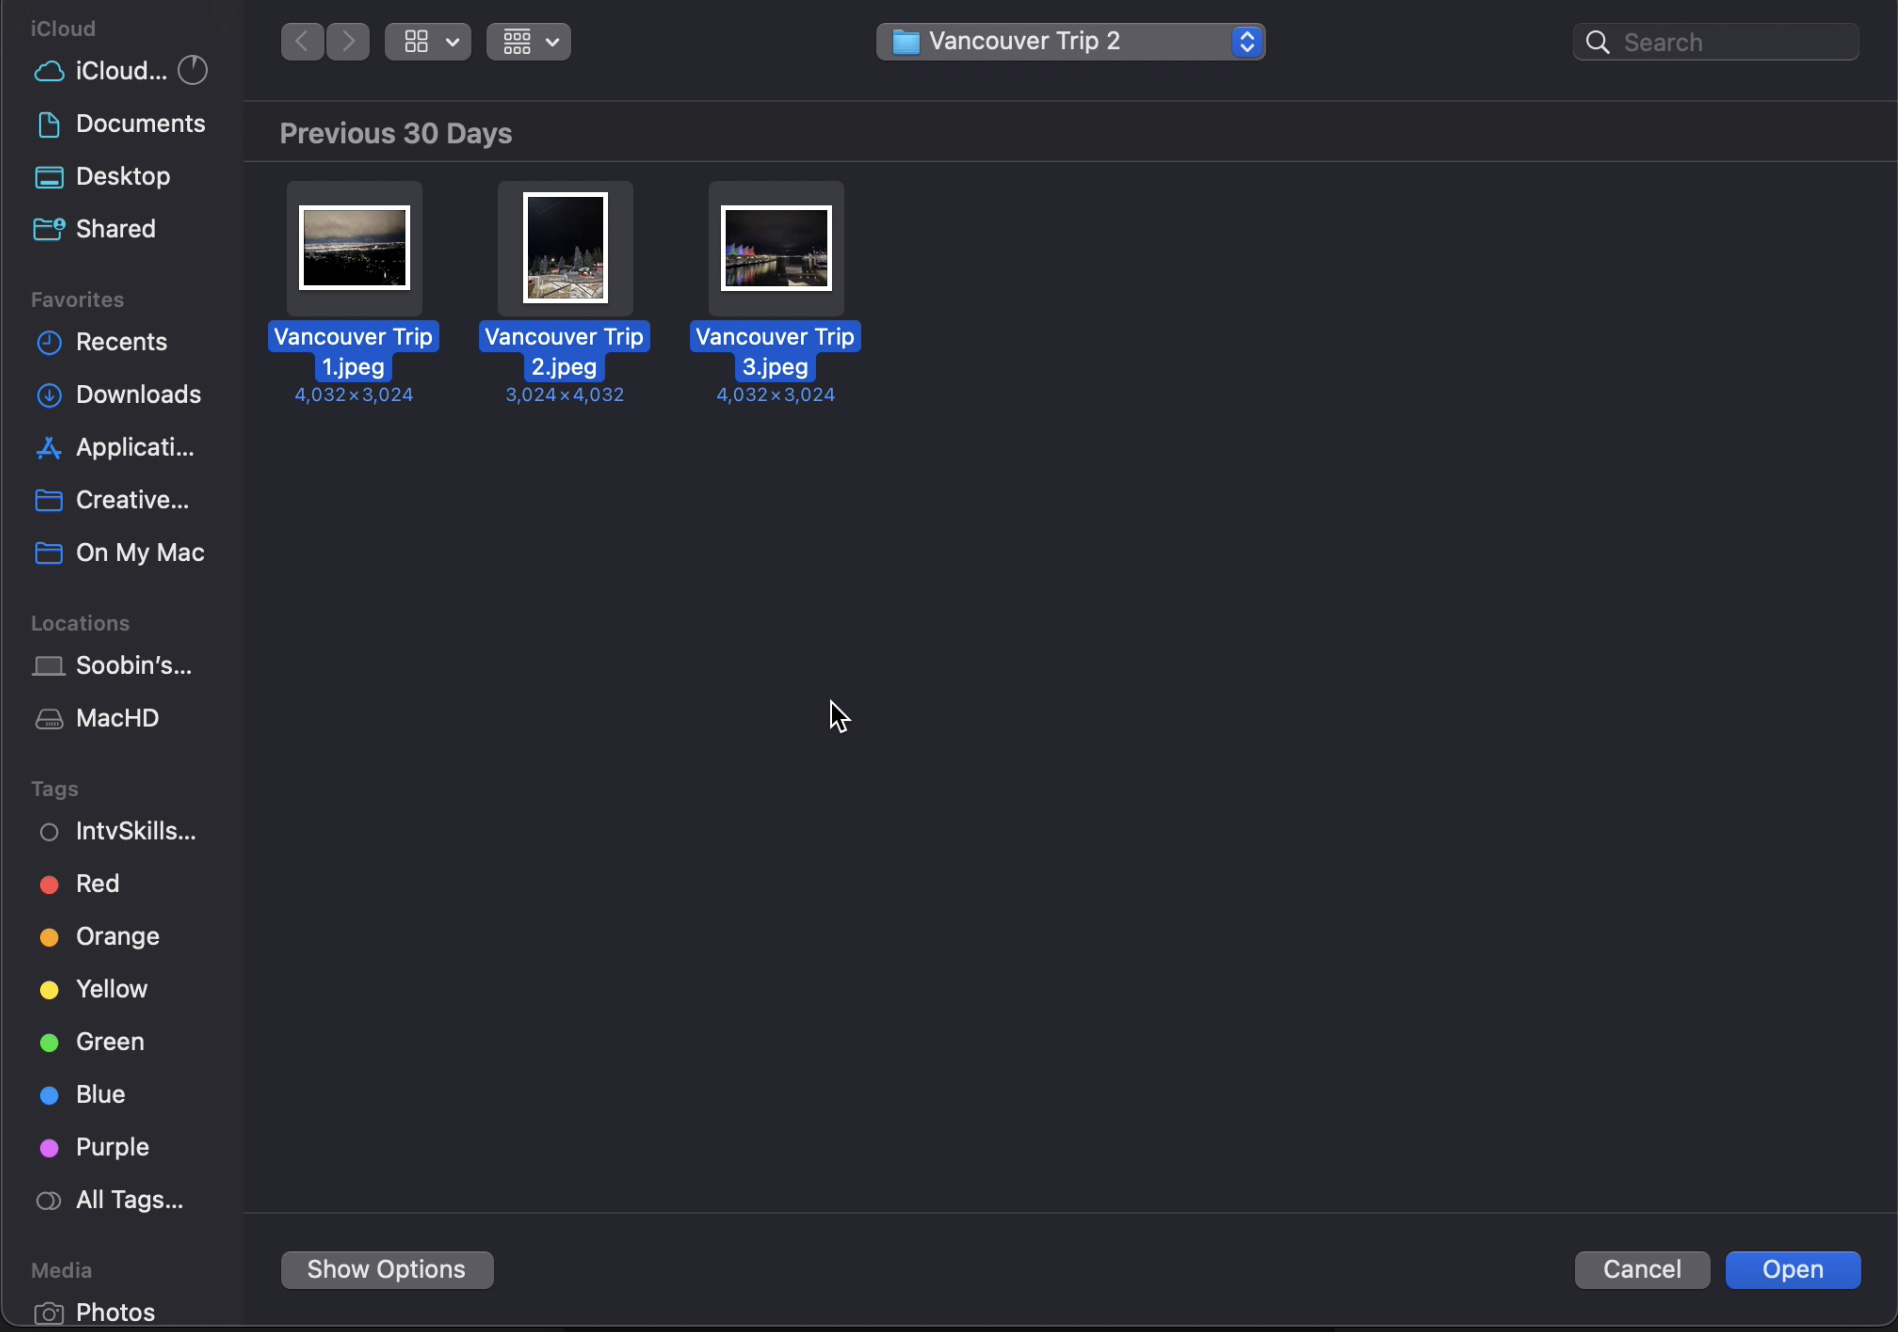 iCloud
iCloud...
Documents
Desktop
Shared
Favorites
Recents
Downloads
Applicati...
Creative...
On My Mac
Locations
Soobin's...
MacHD
Tags
IntvSkills...
Red
Orange
Yellow
Green
Blue
Purple
All Tags...
Media
Photos
Vancouver Trip 2
Search
Previous 30 Days
Vancouver Trip
1.jpeg
4,032×3,024
Vancouver Trip
2.jpeg
3,024×4,032
Vancouver Trip
3.jpeg
4,032×3,024
Show Options
Cancel
Open